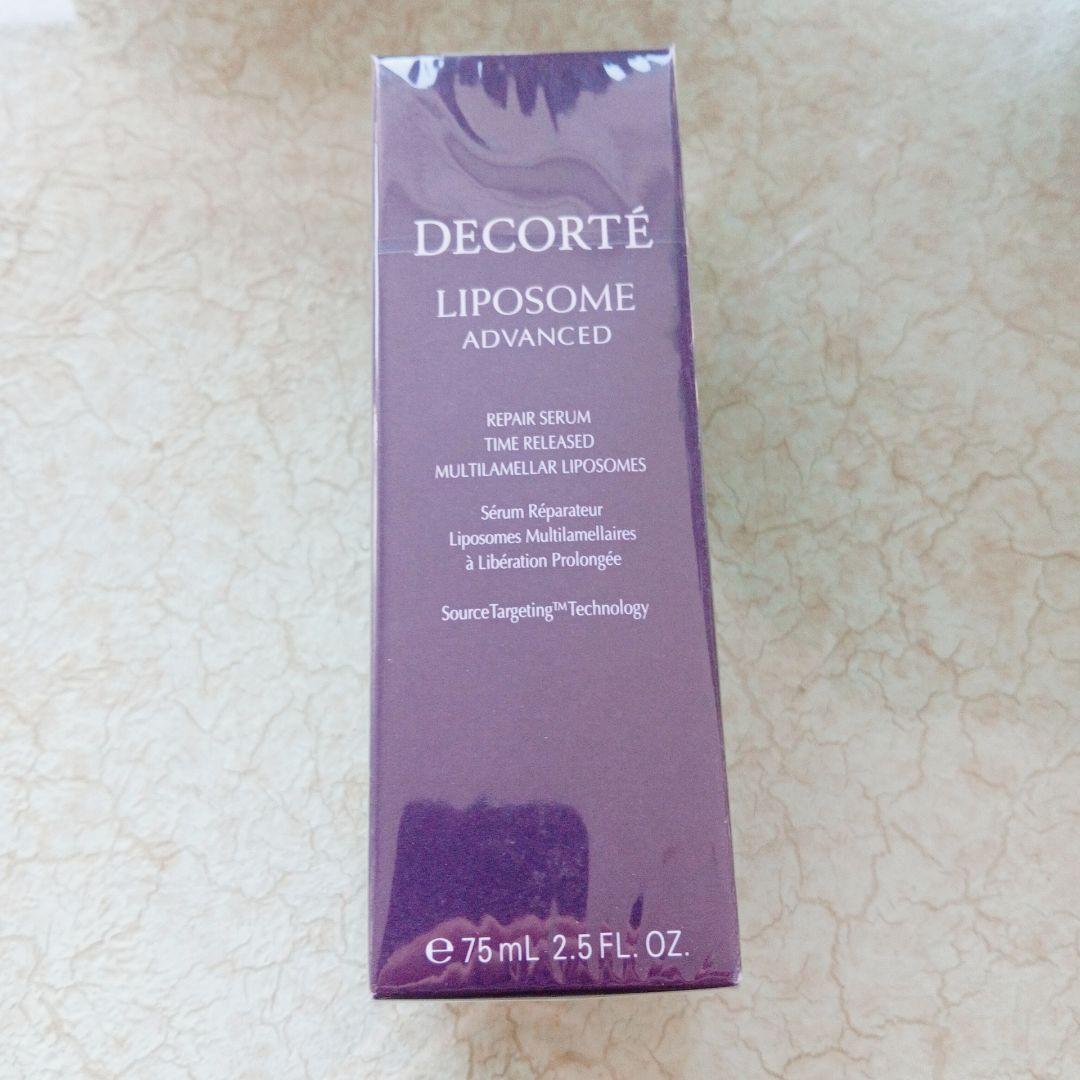 DECORTÉ
LIPOSOME
ADVANCED
REPAIR SERUM
TIME RELEASED
MULTILAMELLAR LIPOSOMES
Sérum Réparateur
Liposomes Multilamellaires
à Libération Prolongée
SourceTargeting™Technology
℮ 75 mL 2.5 FL. OZ.